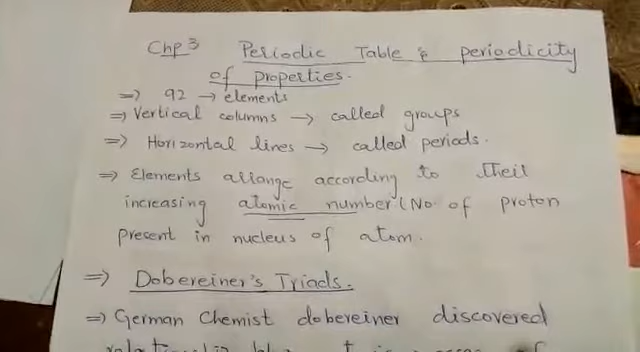 Chp 3 Periodic Table & periodicity
of properties.
=> 92 → elements
=> Vertical columns → called groups
=> Horizontal lines → called periods.
=> Elements arrange according to their
increasing atomic number (No. of proton
present in nucleus of atom.
=> Dobereiner's Triads.
=> German Chemist dobereiner discovered